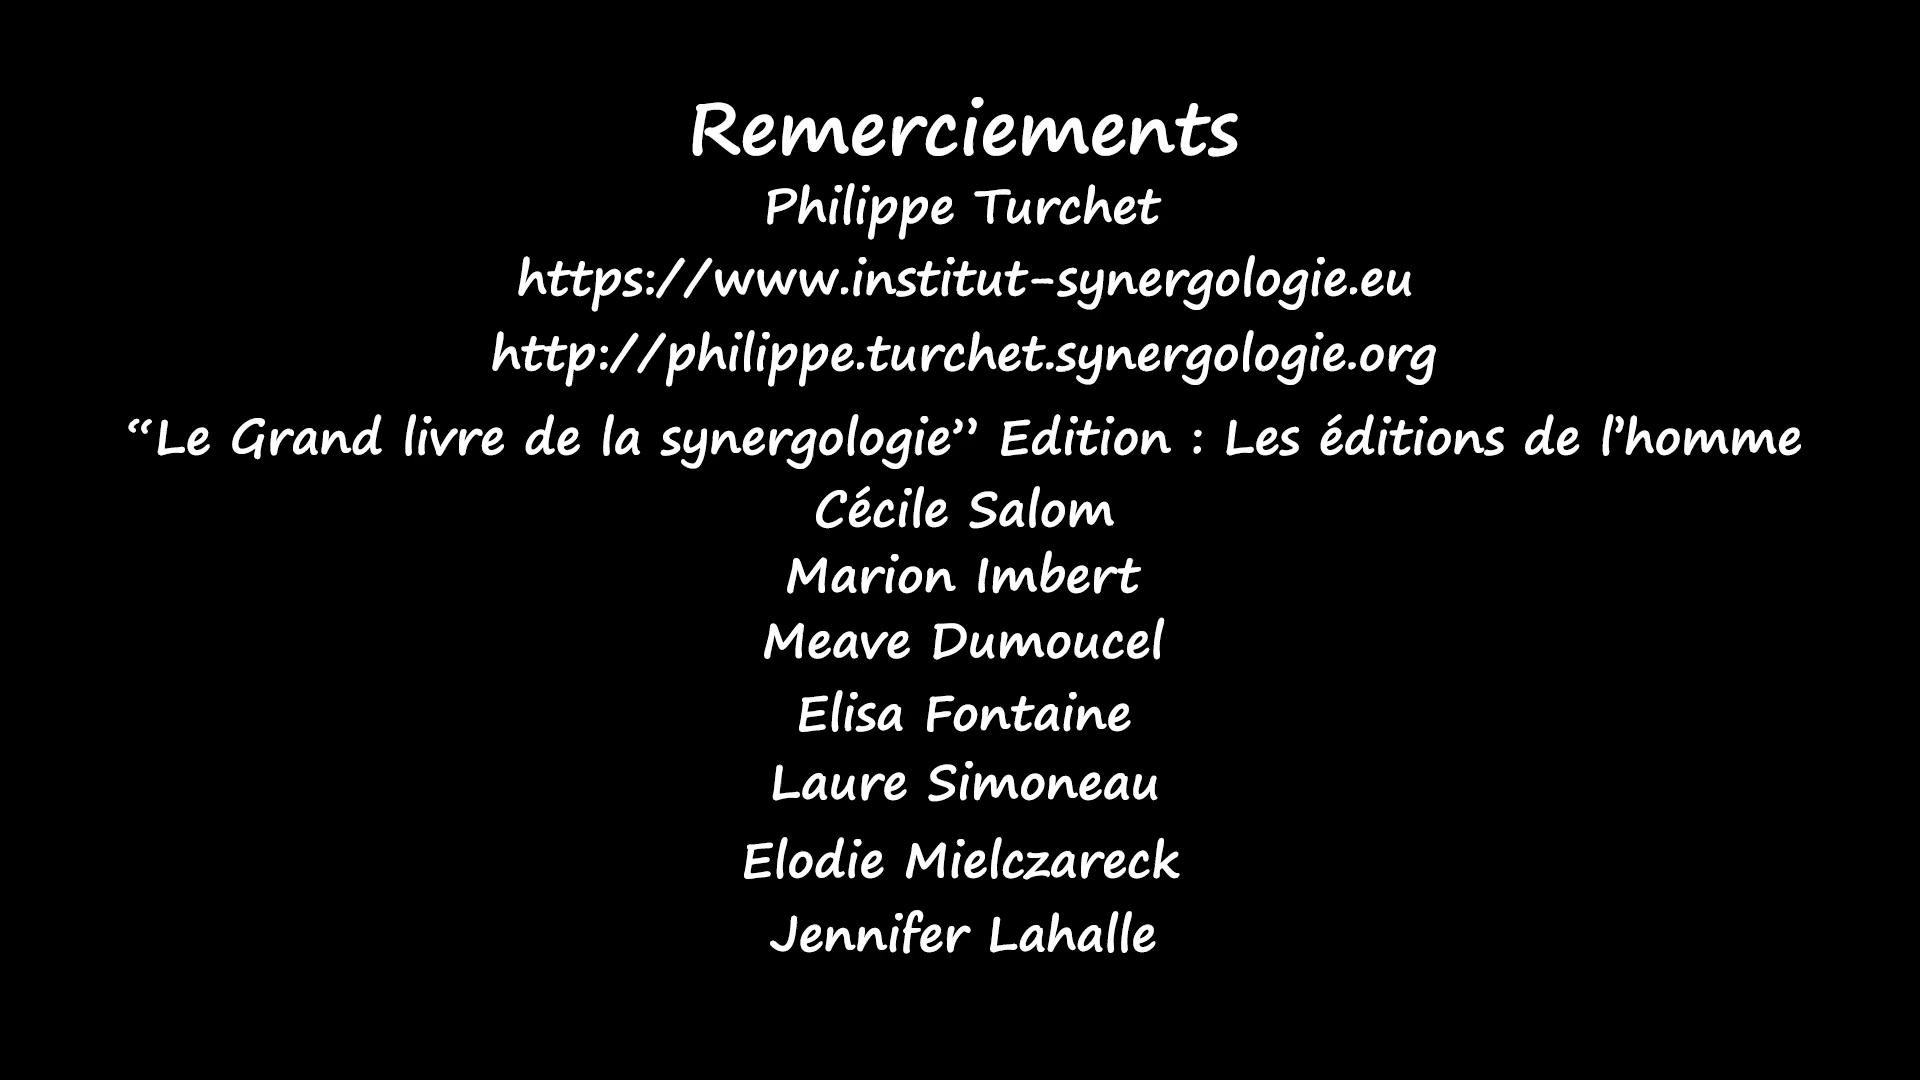 Remerciements
Philippe Turchet
https://www.institut-synergologie.eu
http://philippe.turchet.synergologie.org
“Le Grand livre de la synergologie” Edition : Les éditions de l’homme
Cécile Salom
Marion Imbert
Meave Dumoucel
Elisa Fontaine
Laure Simoneau
Elodie Mielczareck
Jennifer Lahalle